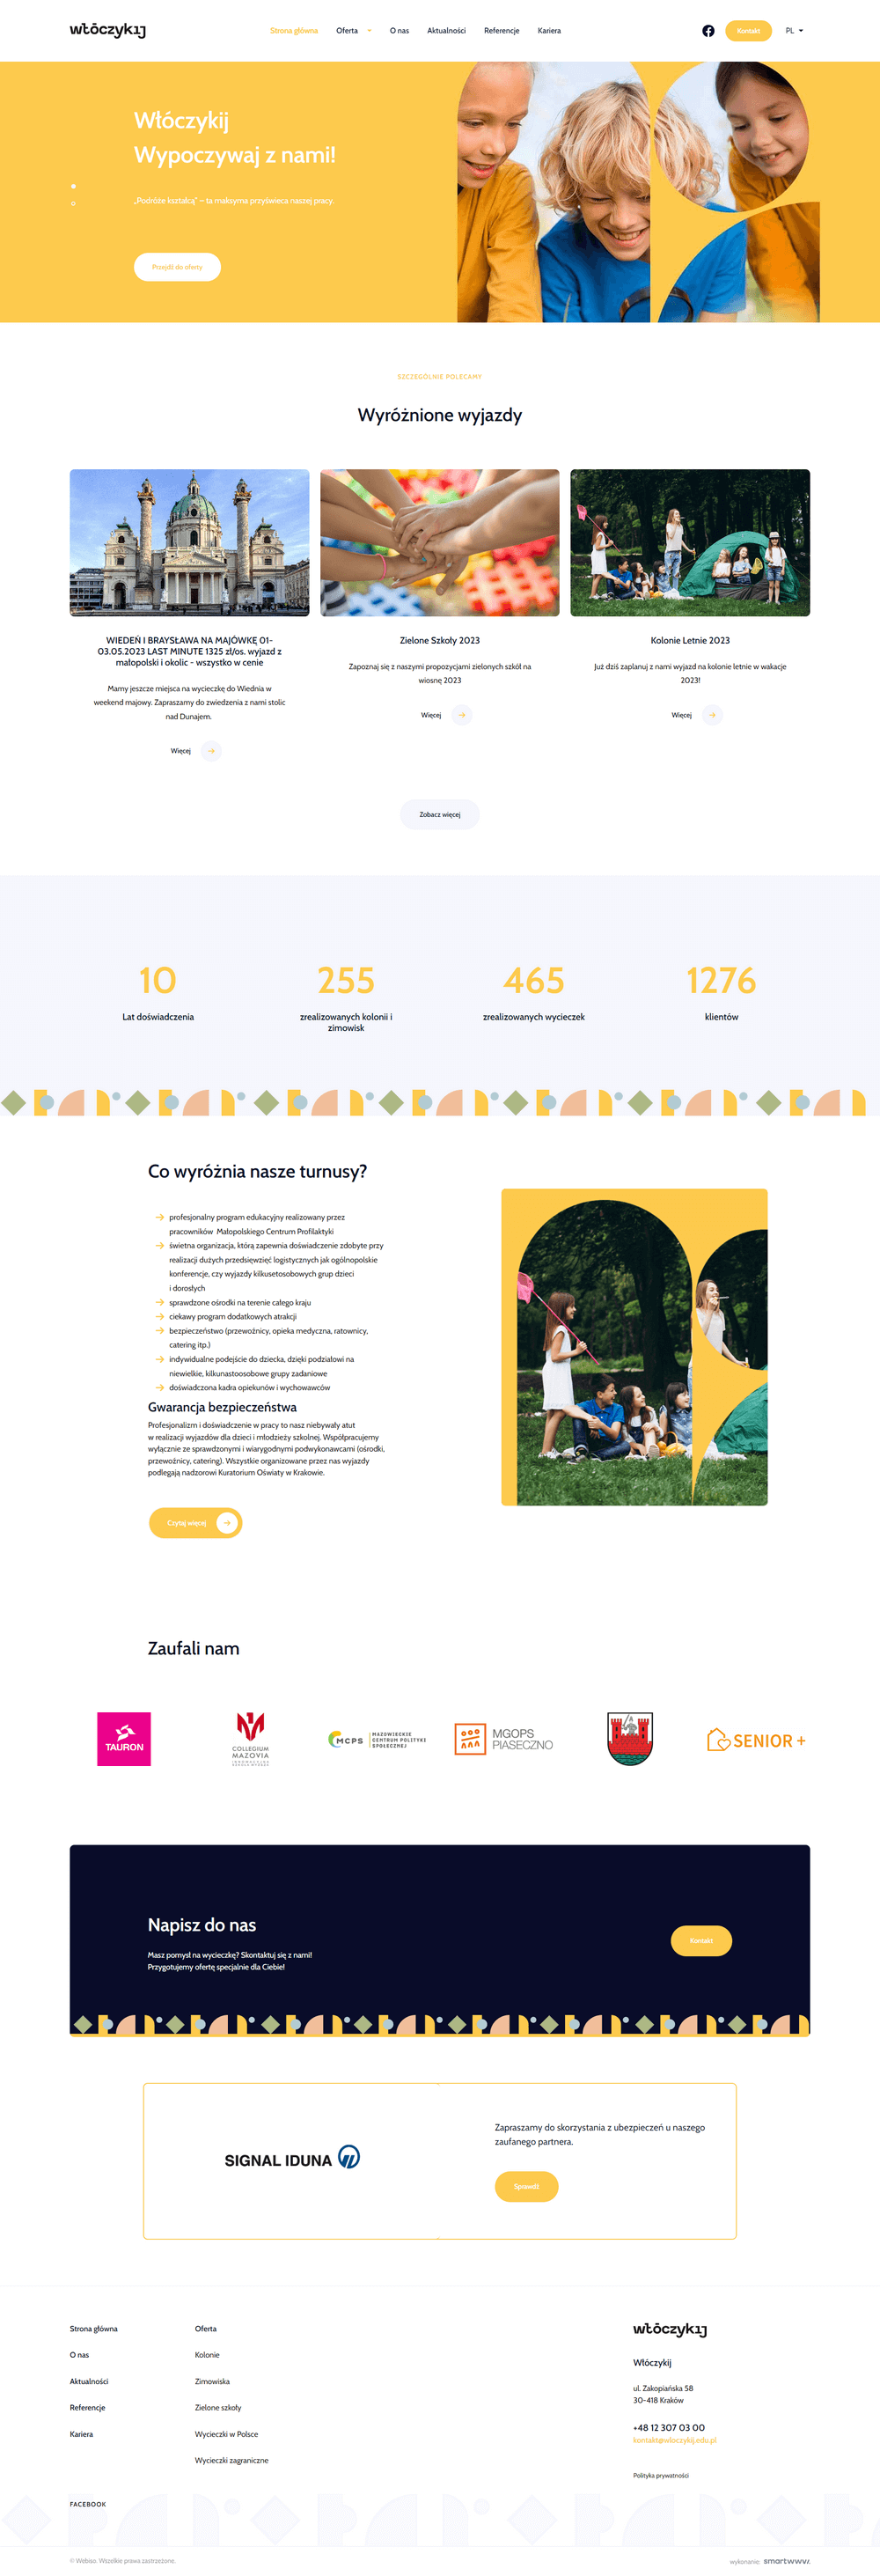 włóczykij
Strona główna
Oferta
O nas
Aktualności
Referencje
Kariera
Kontakt
PL
Włóczykij
Wypoczywaj z nami!
„Podróże kształcą” – ta maksyma przyświeca naszej pracy.
Przejdź do oferty
SZCZEGÓLNIE POLECAMY
Wyróżnione wyjazdy
WIEDEŃ I BRAYSŁAWA NA MAJÓWKĘ 01-
03.05.2023 LAST MINUTE 1325 zł/os. wyjazd z
małopolski i okolic - wszystko w cenie
Mamy jeszcze miejsca na wycieczkę do Wiednia w
weekend majowy. Zapraszamy do zwiedzenia z nami stolic
nad Dunajem.
Więcej
Zielone Szkoły 2023
Zapoznaj się z naszymi propozycjami zielonych szkół na
wiosnę 2023
Więcej
Kolonie Letnie 2023
Już dziś zaplanuj z nami wyjazd na kolonie letnie w wakacje
2023!
Więcej
Zobacz więcej
10
Lat doświadczenia
255
zrealizowanych kolonii i
zimowisk
465
zrealizowanych wycieczek
1276
klientów
Co wyróżnia nasze turnusy?
profesjonalny program edukacyjny realizowany przez
pracowników Małopolskiego Centrum Profilaktyki
świetna organizacja, którą zapewnia doświadczenie zdobyte przy
realizacji dużych przedsięwzięć logistycznych jak ogólnopolskie
konferencje, czy wyjazdy kilkusetosobowych grup dzieci
i dorosłych
sprawdzone ośrodki na terenie całego kraju
ciekawy program dodatkowych atrakcji
bezpieczeństwo (przewoźnicy, opieka medyczna, ratownicy,
catering itp.)
indywidualne podejście do dziecka, dzięki podziałowi na
niewielkie, kilkunastoosobowe grupy zadaniowe
doświadczona kadra opiekunów i wychowawców
Gwarancja bezpieczeństwa
Profesjonalizm i doświadczenie w pracy to nasz niebywały atut
w realizacji wyjazdów dla dzieci i młodzieży szkolnej. Współpracujemy
wyłącznie ze sprawdzonymi i wiarygodnymi podwykonawcami (ośrodki,
przewoźnicy, catering). Wszystkie organizowane przez nas wyjazdy
podlegają nadzorowi Kuratorium Oświaty w Krakowie.
Czytaj więcej
Zaufali nam
TAURON
COLLEGIUM
MAZOVIA
INNOWACYJNA
SZKOŁA WYŻSZA
MCPS
MAZOWIECKIE
CENTRUM POLITYKI
SPOŁECZNEJ
MGOPS
PIASECZNO
SENIOR +
Napisz do nas
Masz pomysł na wycieczkę? Skontaktuj się z nami!
Przygotujemy ofertę specjalnie dla Ciebie!
Kontakt
SIGNAL IDUNA
Zapraszamy do skorzystania z ubezpieczeń u naszego
zaufanego partnera.
Sprawdź
Strona główna
O nas
Aktualności
Referencje
Kariera
Oferta
Kolonie
Zimowiska
Zielone szkoły
Wycieczki w Polsce
Wycieczki zagraniczne
włóczykij
Włóczykij
ul. Zakopiańska 58
30-418 Kraków
+48 12 307 03 00
kontakt@wloczykij.edu.pl
Polityka prywatności
FACEBOOK
© Webiso. Wszelkie prawa zastrzeżone.
wykonanie: smartwww.